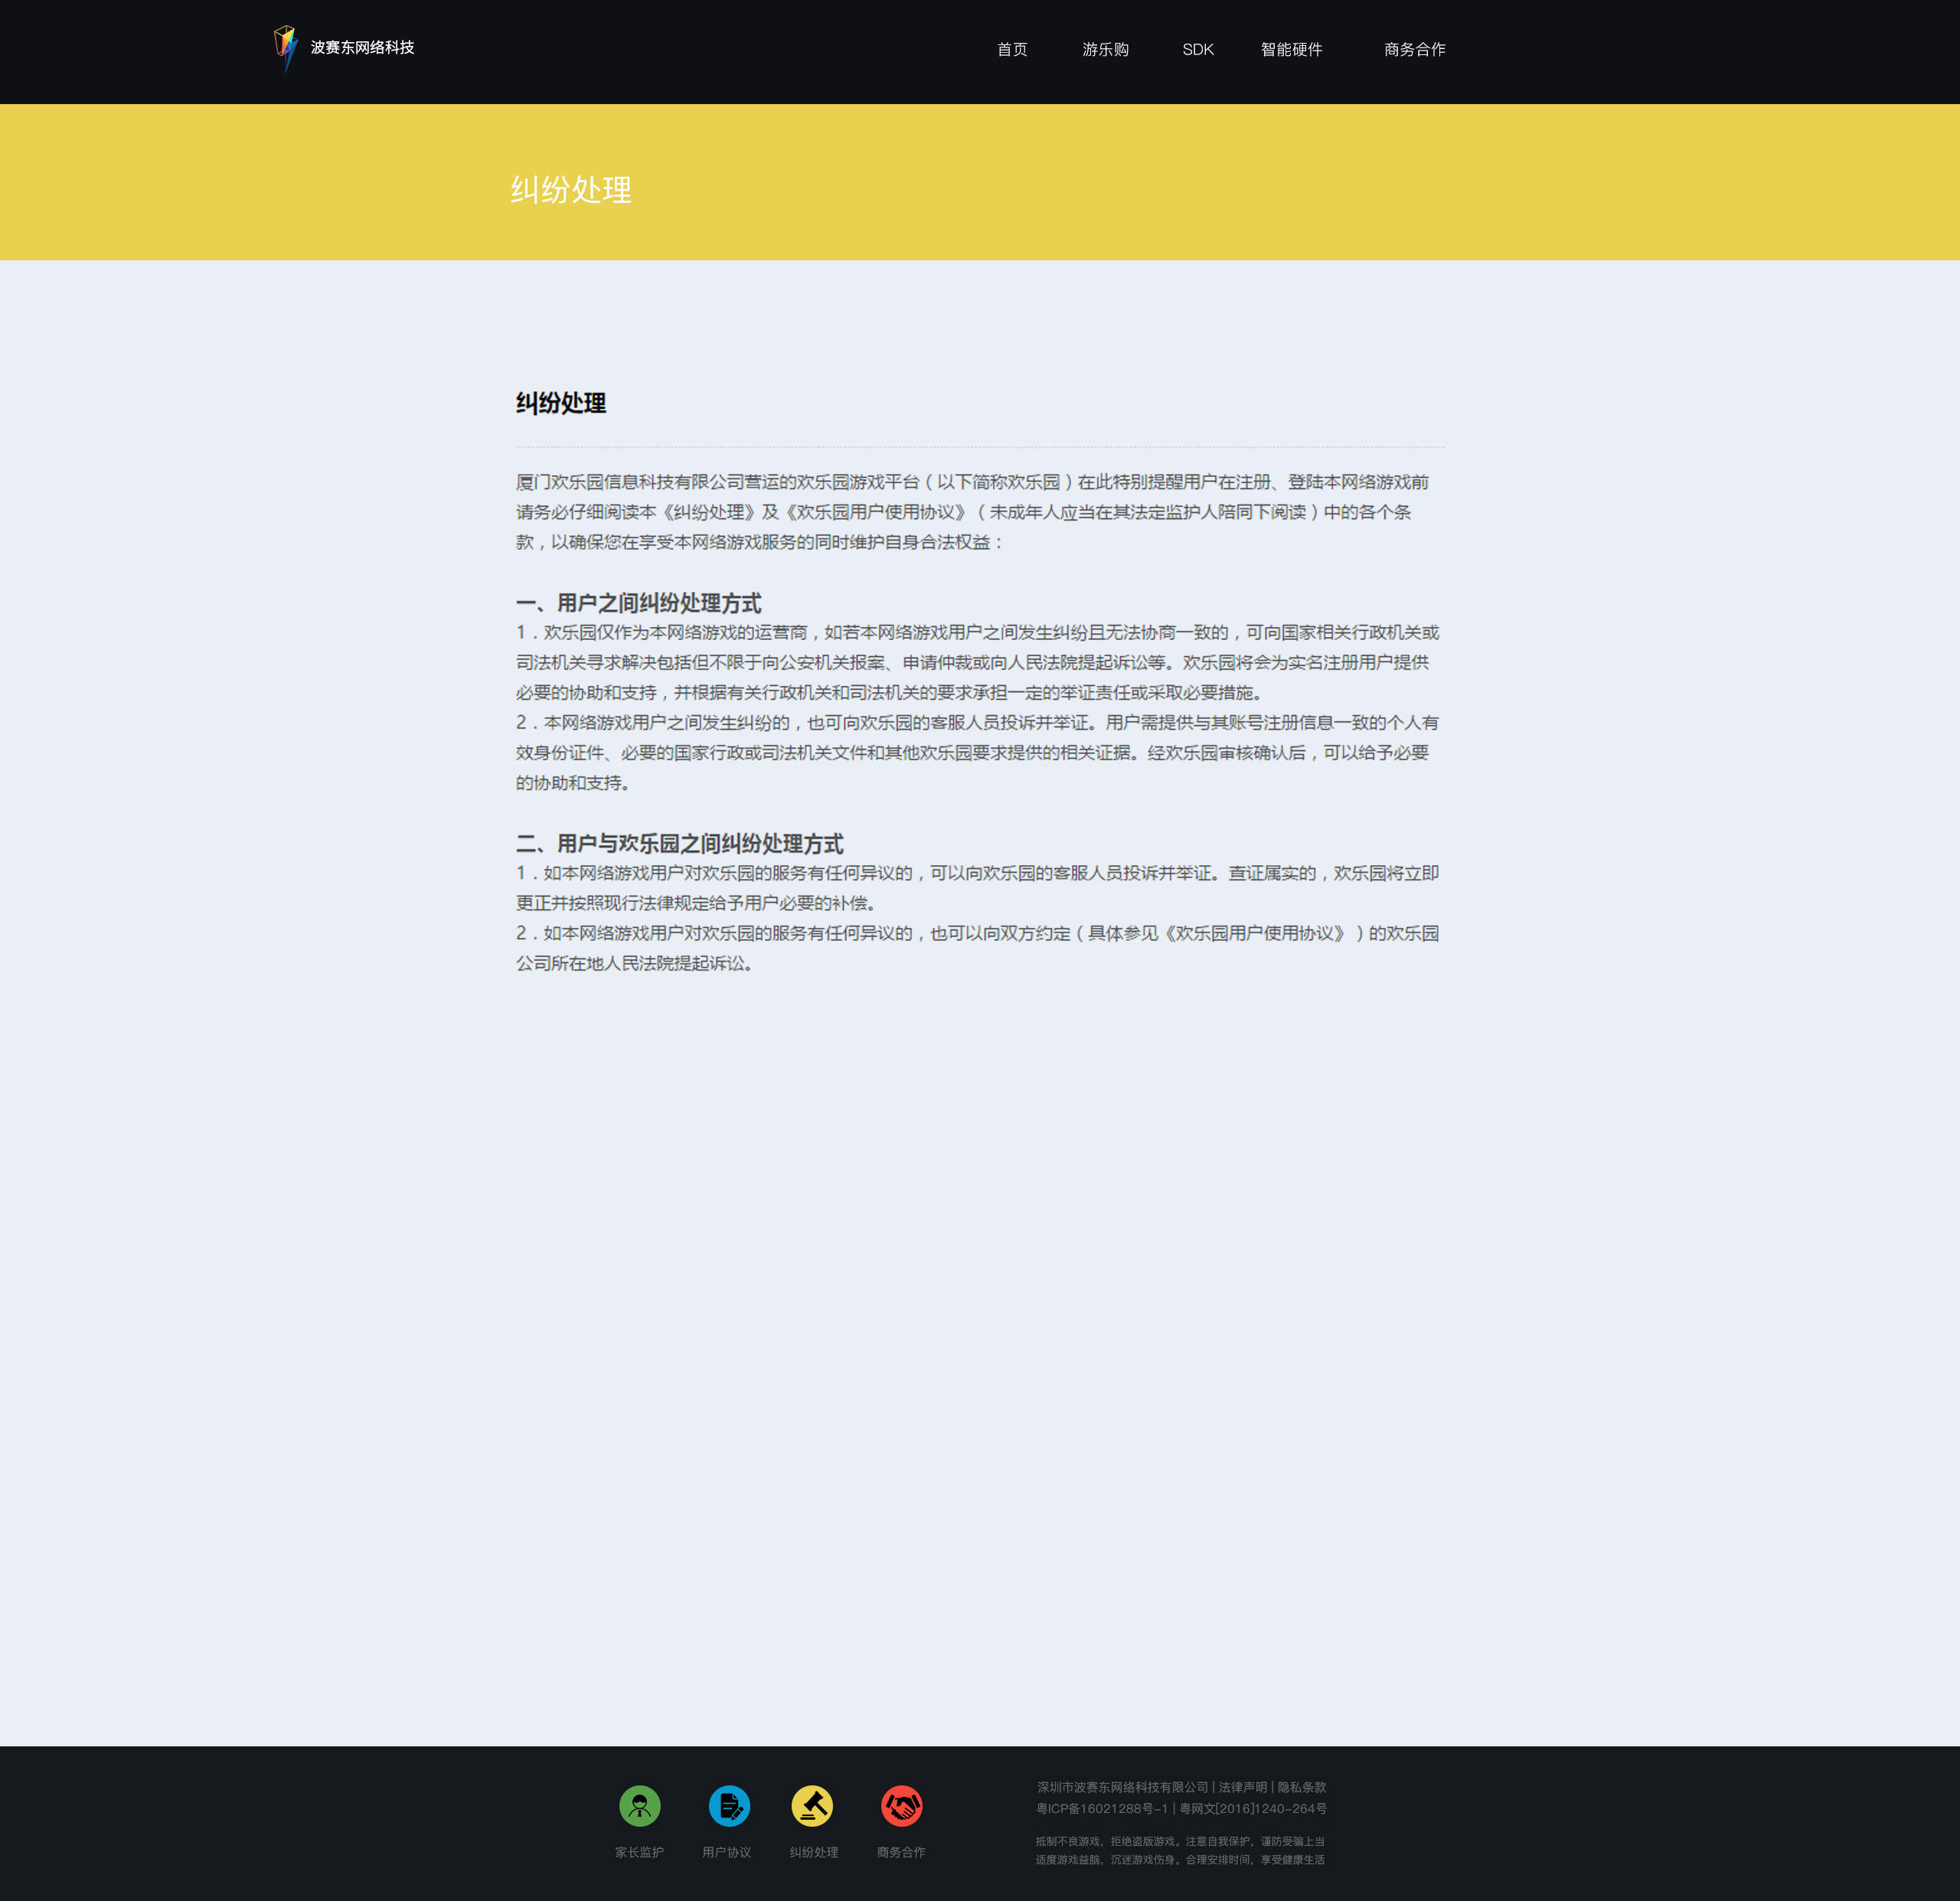 波赛东网络科技
首页 游乐购 SDK 智能硬件 商务合作
纠纷处理
纠纷处理
厦门欢乐园信息科技有限公司营运的欢乐园游戏平台（以下简称欢乐园）在此特别提醒用户在注册、登陆本网络游戏前
请务必仔细阅读本《纠纷处理》及《欢乐园用户使用协议》（未成年人应当在其法定监护人陪同下阅读）中的各个条
款，以确保您在享受本网络游戏服务的同时维护自身合法权益：
一、用户之间纠纷处理方式
1．欢乐园仅作为本网络游戏的运营商，如若本网络游戏用户之间发生纠纷且无法协商一致的，可向国家相关行政机关或
司法机关寻求解决包括但不限于向公安机关报案、申请仲裁或向人民法院提起诉讼等。欢乐园将会为实名注册用户提供
必要的协助和支持，并根据有关行政机关和司法机关的要求承担一定的举证责任或采取必要措施。
2．本网络游戏用户之间发生纠纷的，也可向欢乐园的客服人员投诉并举证。用户需提供与其账号注册信息一致的个人有
效身份证件、必要的国家行政或司法机关文件和其他欢乐园要求提供的相关证据。经欢乐园审核确认后，可以给予必要
的协助和支持。
二、用户与欢乐园之间纠纷处理方式
1．如本网络游戏用户对欢乐园的服务有任何异议的，可以向欢乐园的客服人员投诉并举证。查证属实的，欢乐园将立即
更正并按照现行法律规定给予用户必要的补偿。
2．如本网络游戏用户对欢乐园的服务有任何异议的，也可以向双方约定（具体参见《欢乐园用户使用协议》）的欢乐园
公司所在地人民法院提起诉讼。
家长监护 用户协议 纠纷处理 商务合作
深圳市波赛东网络科技有限公司 | 法律声明 | 隐私条款
粤ICP备16021288号-1 | 粤网文[2016]1240-264号
抵制不良游戏，拒绝盗版游戏。注意自我保护，谨防受骗上当
适度游戏益脑，沉迷游戏伤身。合理安排时间，享受健康生活